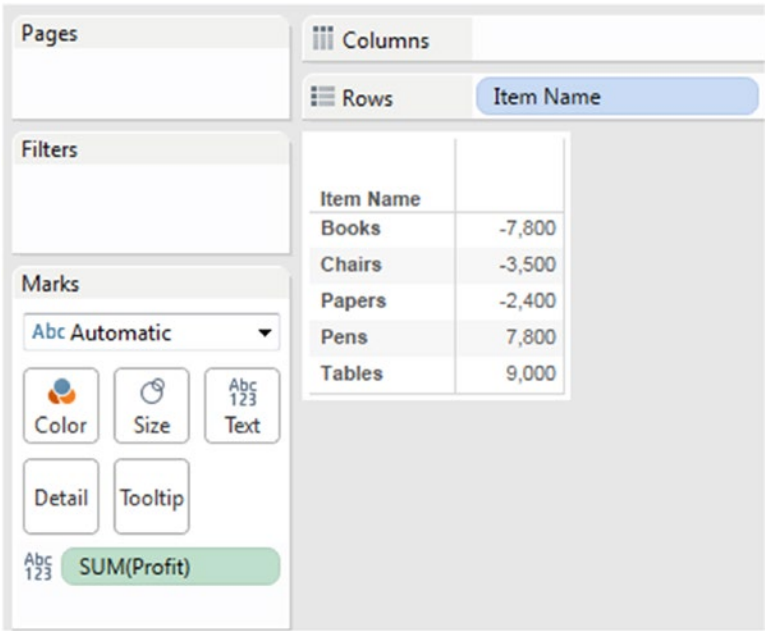 Pages
Columns
Rows Item Name
Filters
Item Name
Books -7,800
Chairs -3,500
Papers -2,400
Pens 7,800
Tables 9,000
Marks
Abc Automatic
Color Size Abc 123 Text
Detail Tooltip
Abc 123 SUM(Profit)